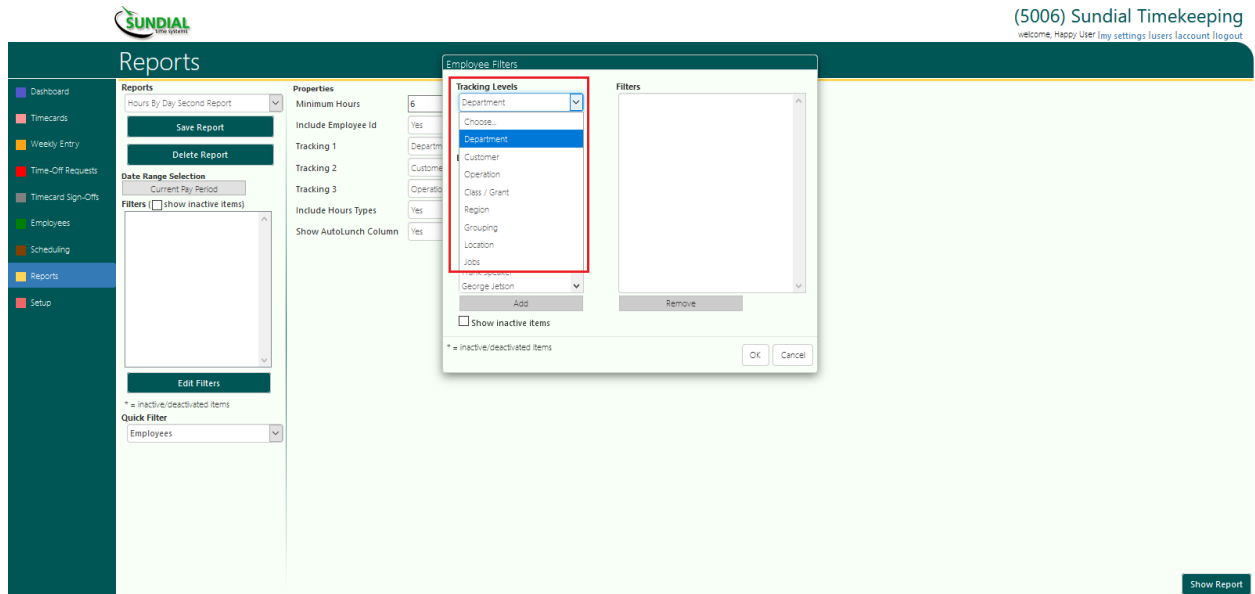 SUNDIAL
time systems
(5006) Sundial Timekeeping
welcome, Happy User |my settings |users |account |logout
Reports
Dashboard
Timecards
Weekly Entry
Time-Off Requests
Timecard Sign-Offs
Employees
Scheduling
Reports
Setup
Reports
Hours By Day Second Report
Save Report
Delete Report
Date Range Selection
Current Pay Period
Filters (show inactive items)
Edit Filters
* = inactive/deactivated items
Quick Filter
Employees
Properties
Minimum Hours 6
Include Employee Id Yes
Tracking 1 Departm
Tracking 2 Custome
Tracking 3 Operatio
Include Hours Types Yes
Show AutoLunch Column Yes
Employee Filters
Tracking Levels
Department
Choose...
Department
Customer
Operation
Class / Grant
Region
Grouping
Location
Jobs
George Jetson
Add
Show inactive items
* = inactive/deactivated items
Filters
Remove
OK
Cancel
Show Report